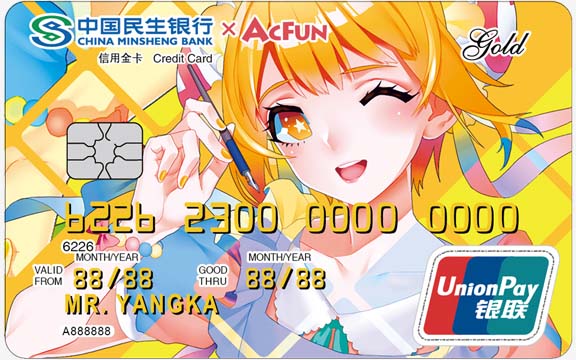 中国民生银行 × ACFUN
CHINA MINSHENG BANK
信用金卡 Credit Card
Gold
6226 2300 0000 0000
6226
MONTH/YEAR MONTH/YEAR
VALID FROM 88/88 GOOD THRU 88/88
MR. YANGKA
A888888
UnionPay
银联